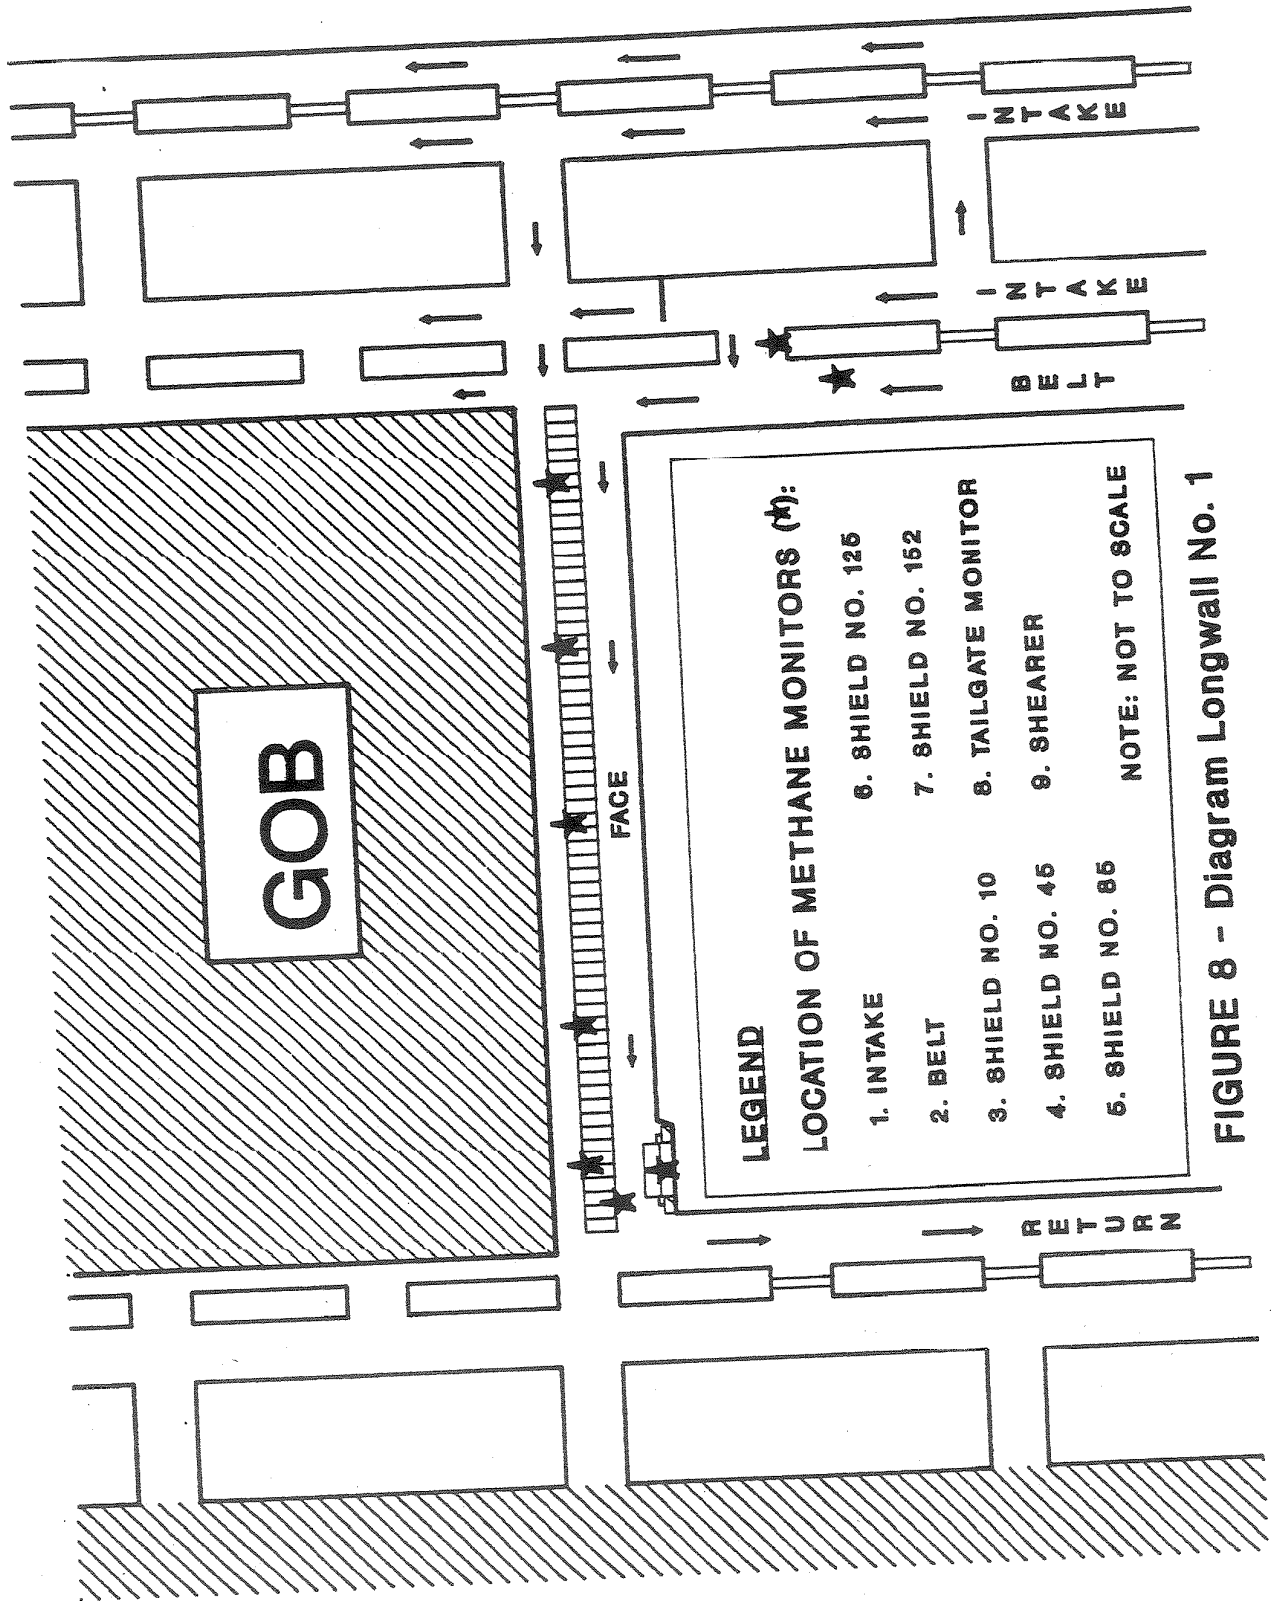 INTAKE
INTAKE
BELT
GOB
FACE
RETURN
LEGEND
LOCATION OF METHANE MONITORS (★):
1. INTAKE
2. BELT
3. SHIELD NO. 10
4. SHIELD NO. 45
5. SHIELD NO. 85
6. SHIELD NO. 125
7. SHIELD NO. 152
8. TAILGATE MONITOR
9. SHEARER
NOTE: NOT TO SCALE
FIGURE 8 - Diagram Longwall No. 1